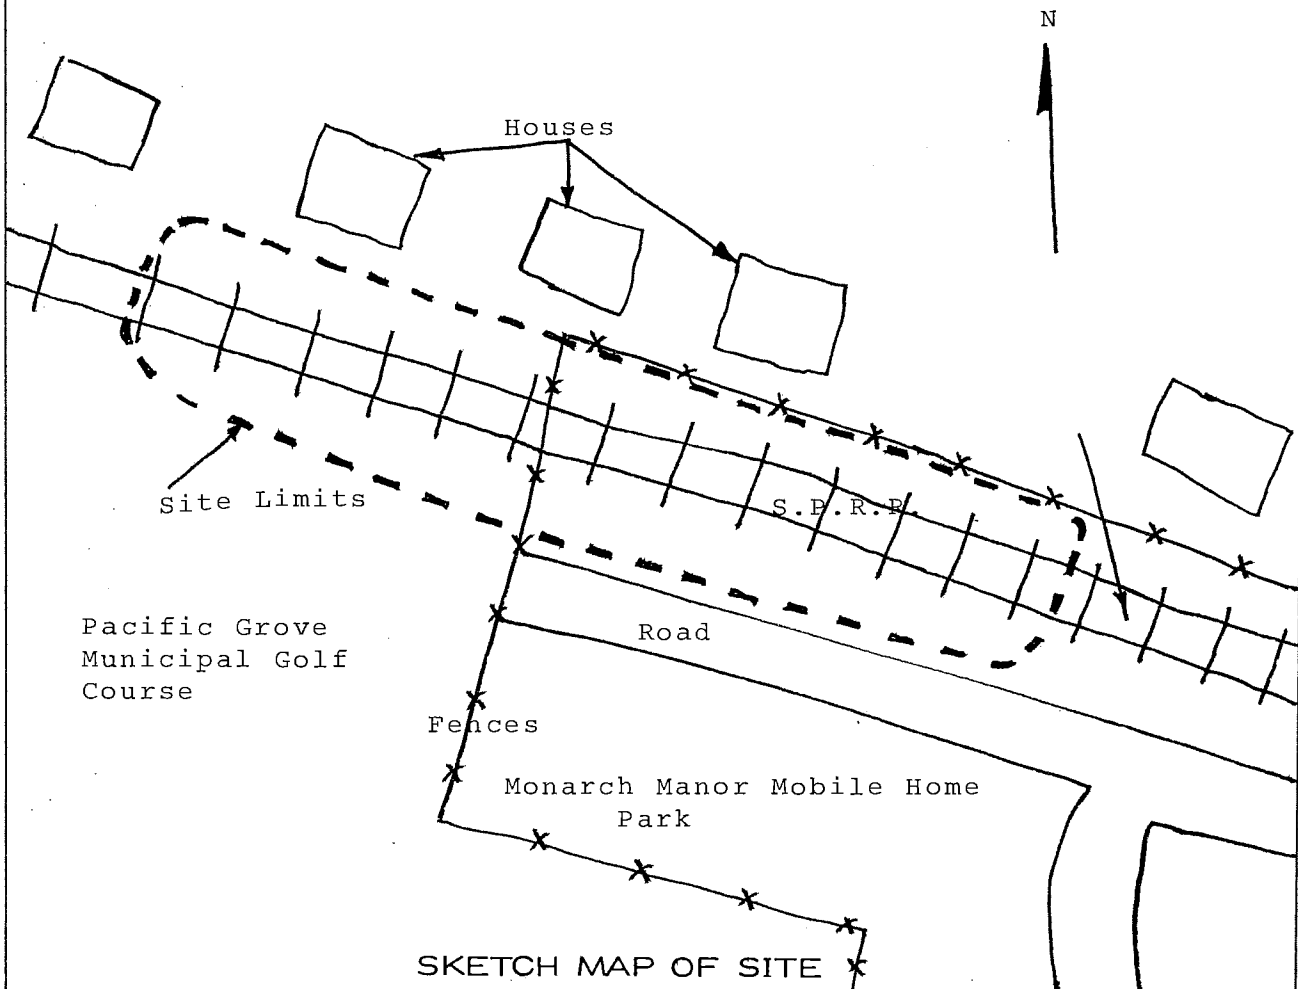 N
Houses
Site Limits
S.P.R.R.
Pacific Grove
Municipal Golf
Course
Road
Fences
Monarch Manor Mobile Home
Park
SKETCH MAP OF SITE